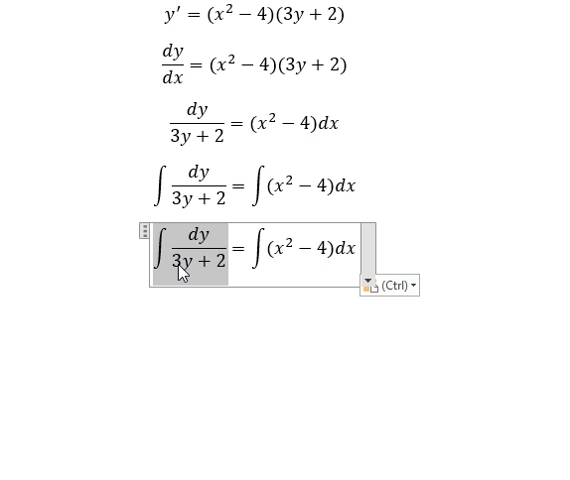 y′ = (x² − 4)(3y + 2)
dy/dx = (x² − 4)(3y + 2)
dy/(3y + 2) = (x² − 4)dx
∫ dy/(3y + 2) = ∫(x² − 4)dx
∫ dy/(3y + 2) = ∫(x² − 4)dx
(Ctrl)